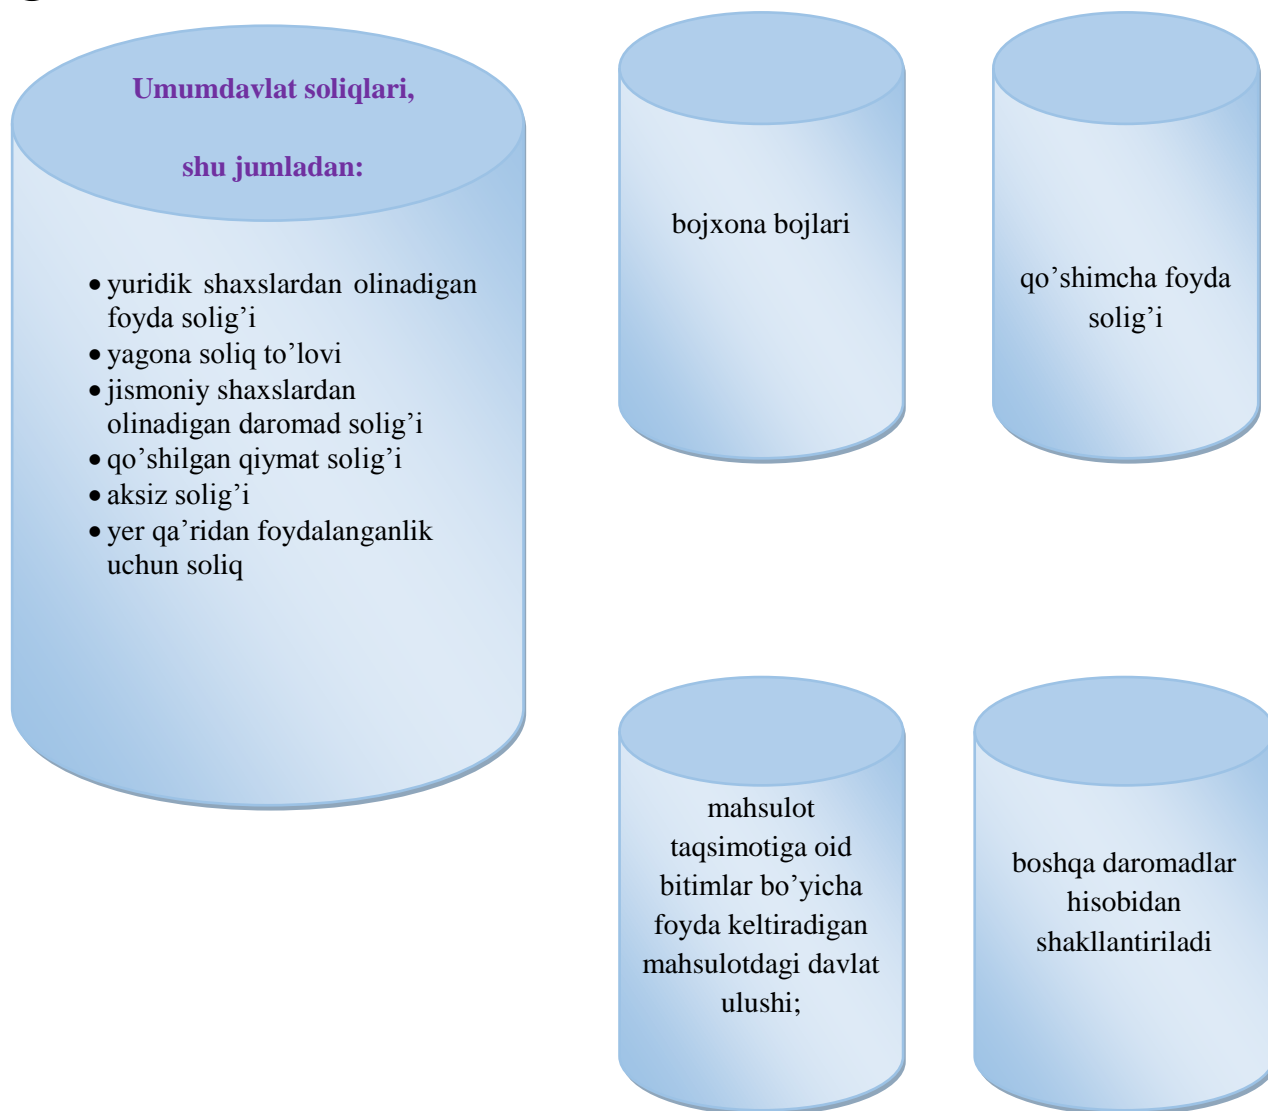 Umumdavlat soliqlari,
shu jumladan:
• yuridik shaxslardan olinadigan
foyda solig’i
• yagona soliq to’lovi
• jismoniy shaxslardan
olinadigan daromad solig’i
• qo’shilgan qiymat solig’i
• aksiz solig’i
• yer qa’ridan foydalanganlik
uchun soliq
bojxona bojlari
qo’shimcha foyda
solig’i
mahsulot
taqsimotiga oid
bitimlar bo’yicha
foyda keltiradigan
mahsulotdagi davlat
ulushi;
boshqa daromadlar
hisobidan
shakllantiriladi